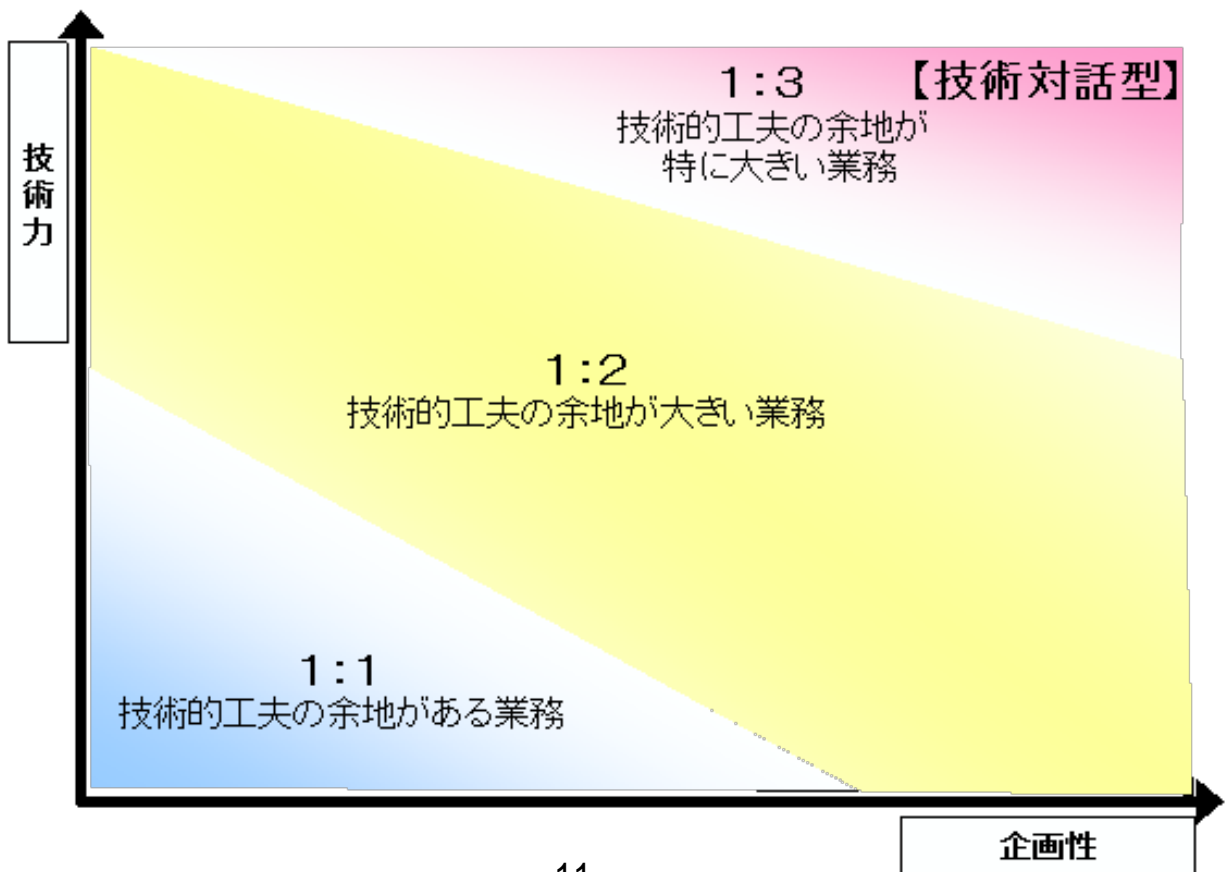 技術力
1：3
【技術対話型】
技術的工夫の余地が
特に大きい業務
1：2
技術的工夫の余地が大きい業務
1：1
技術的工夫の余地がある業務
企画性
11